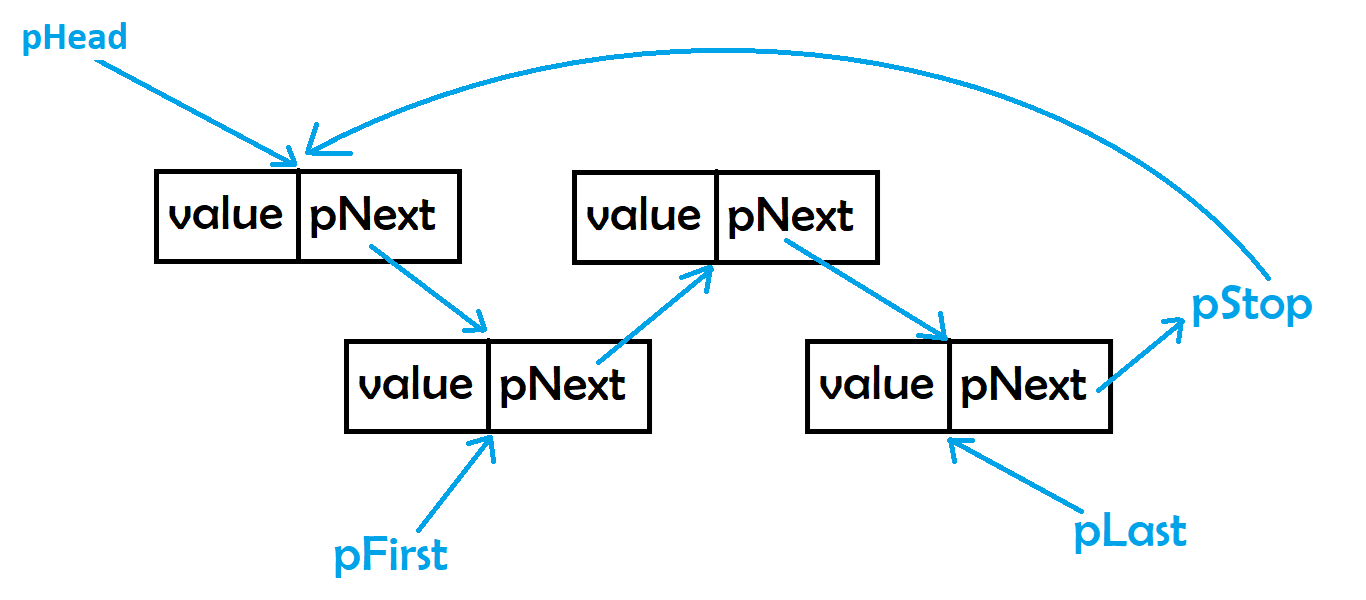 pHead
value pNext
value pNext
pStop
value pNext
value pNext
pFirst
pLast